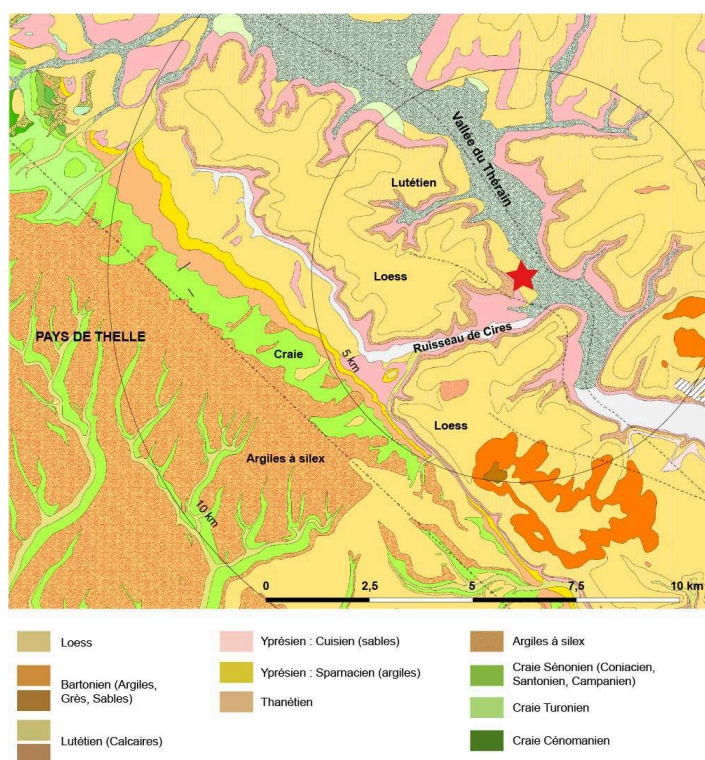 Vallée du Thérain
Lutétien
Loess
PAYS DE THELLE
Ruisseau de Cires
Craie
5 km
Loess
Argiles à silex
10 km
0
2,5
5
7,5
10 km
Loess
Bartonien (Argiles,
Grès, Sables)
Lutétien (Calcaires)
Yprésien : Cuisien (sables)
Yprésien : Sparnacien (argiles)
Thanétien
Argiles à silex
Craie Sénonien (Coniacien,
Santonien, Campanien)
Craie Turonien
Craie Cénomanien